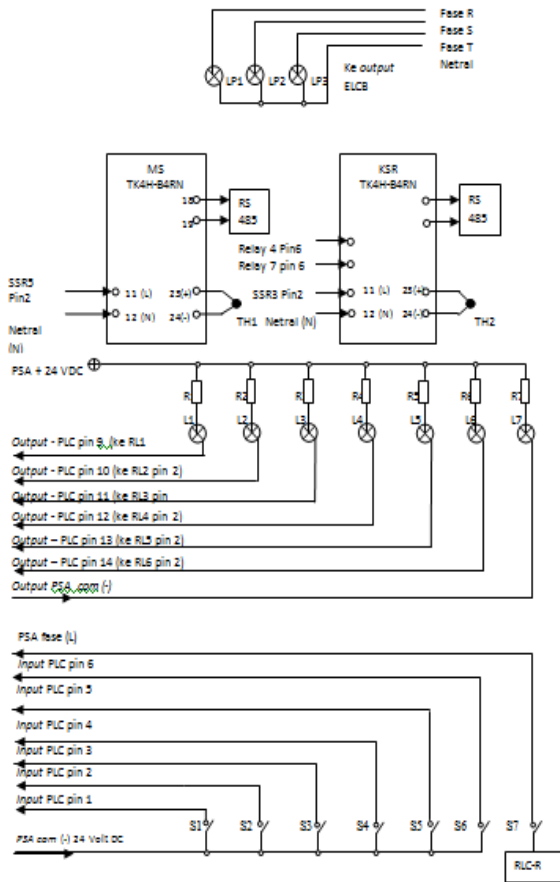 Fase R
Fase S
Fase T
Netral
LP1 LP2 LP3
Ke output
ELCB
MS
TK4H-B4RN
18
19
RS
485
SSR5
Pin2
Netral
(N)
11 (L)
12 (N)
23(+)
24(-)
TH1
KSR
TK4H-B4RN
RS
485
Relay 4 Pin6
Relay 7 pin 6
SSR3 Pin2
Netral (N)
11 (L)
12 (N)
23(+)
24(-)
TH2
PSA + 24 VDC
R2 R4 R5 R6
L1 L2 L3 L4 L5 L6 L7
Output - PLC pin 9, (ke RL1
Output - PLC pin 10 (ke RL2 pin 2)
Output - PLC pin 11 (ke RL3 pin
Output - PLC pin 12 (ke RL4 pin 2)
Output – PLC pin 13 (ke RL5 pin 2)
Output – PLC pin 14 (ke RL6 pin 2)
Output PSA com (-)
PSA fase (L)
Input PLC pin 6
Input PLC pin 5
Input PLC pin 4
Input PLC pin 3
Input PLC pin 2
Input PLC pin 1
S1 S2 S3 S4 S5 S6 S7
PSA com (-) 24 Volt DC
RLC-R